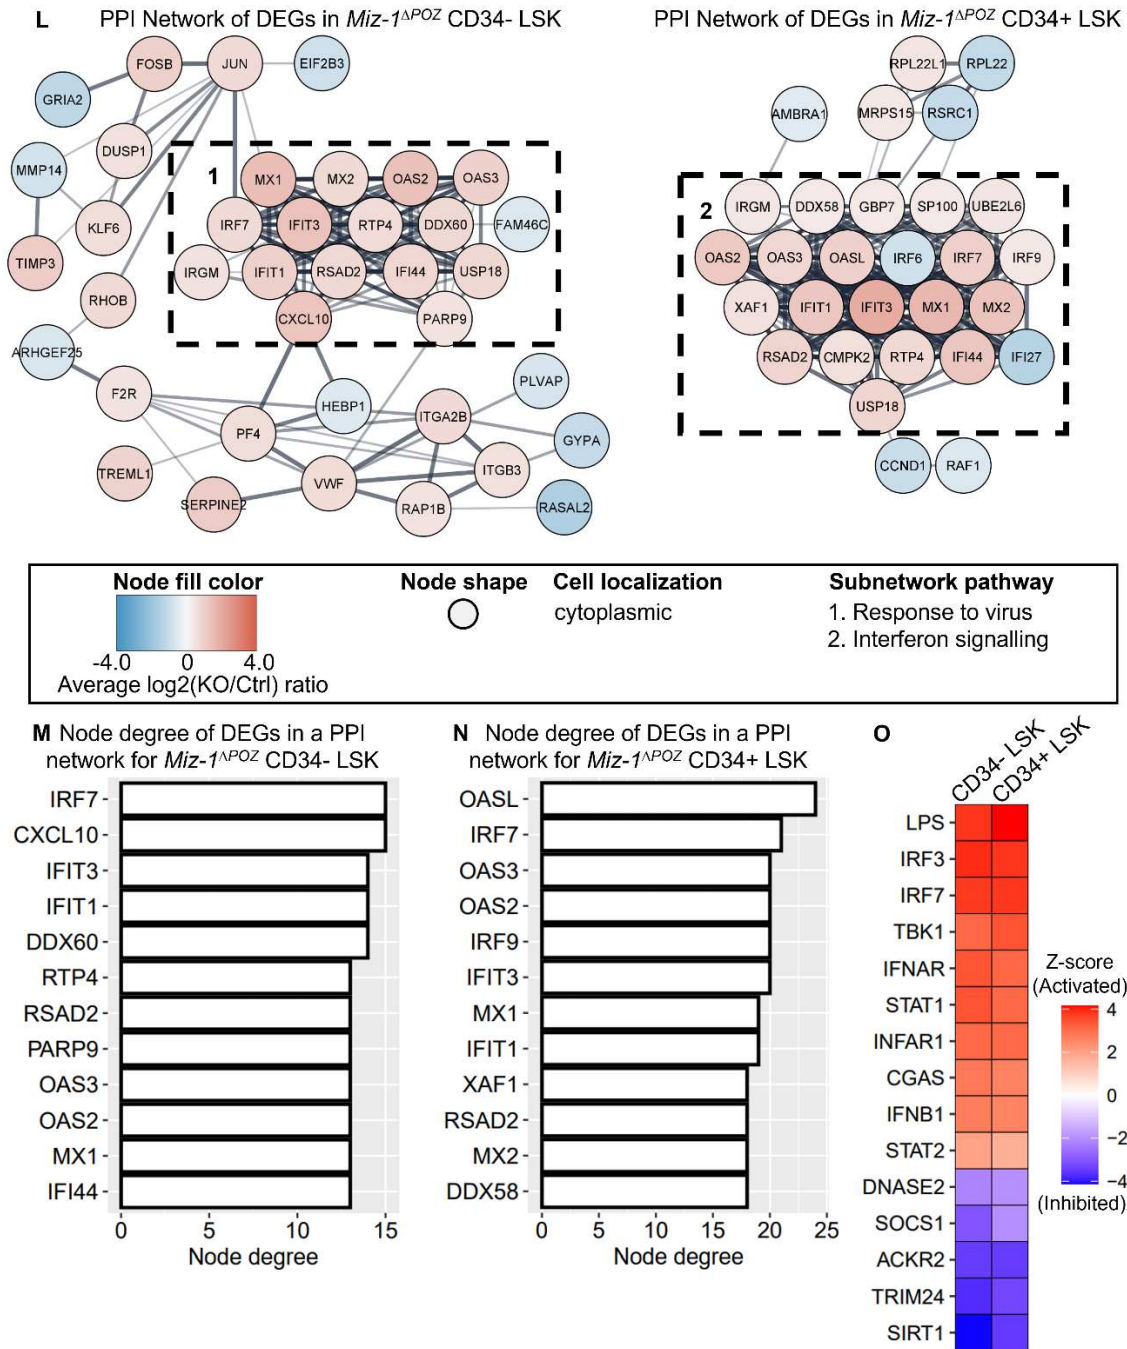 L PPI Network of DEGs in Miz-1ΔPOZ CD34- LSK
PPI Network of DEGs in Miz-1ΔPOZ CD34+ LSK
FOSB
JUN
EIF2B3
GRIA2
DUSP1
MMP14
KLF6
TIMP3
RHOB
ARHGEF25
1
MX1
MX2
OAS2
OAS3
IRF7
IFIT3
RTP4
DDX60
FAM46C
IRGM
IFIT1
RSAD2
IFI44
USP18
CXCL10
PARP9
F2R
HEBP1
PLVAP
PF4
ITGA2B
GYPA
TREML1
VWF
ITGB3
SERPINE2
RAP1B
RASAL2
RPL22L1
RPL22
AMBRA1
MRPS15
RSRC1
2
IRGM
DDX58
GBP7
SP100
UBE2L6
OAS2
OAS3
OASL
IRF6
IRF7
IRF9
XAF1
IFIT1
IFIT3
MX1
MX2
RSAD2
CMPK2
RTP4
IFI44
IFI27
USP18
CCND1
RAF1
Node fill color
-4.0 0 4.0
Average log2(KO/Ctrl) ratio
Node shape
Cell localization
cytoplasmic
Subnetwork pathway
1. Response to virus
2. Interferon signalling
M Node degree of DEGs in a PPI
network for Miz-1ΛPOZ CD34- LSK
IRF7
CXCL10
IFIT3
IFIT1
DDX60
RTP4
RSAD2
PARP9
OAS3
OAS2
MX1
IFI44
0 5 10 15
Node degree
N Node degree of DEGs in a PPI
network for Miz-1ΛPOZ CD34+ LSK
OASL
IRF7
OAS3
OAS2
IRF9
IFIT3
MX1
IFIT1
XAF1
RSAD2
MX2
DDX58
0 5 10 15 20 25
Node degree
O
CD34- LSK
CD34+ LSK
LPS
IRF3
IRF7
TBK1
IFNAR
STAT1
INFAR1
CGAS
IFNB1
STAT2
DNASE2
SOCS1
ACKR2
TRIM24
SIRT1
Z-score
(Activated)
4
2
0
−2
−4
(Inhibited)